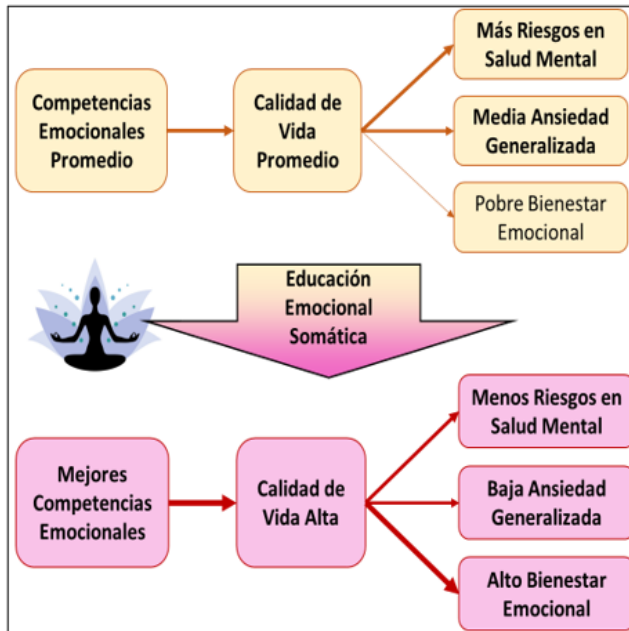 Competencias
Emocionales
Promedio
Calidad de
Vida
Promedio
Más Riesgos en
Salud Mental
Media Ansiedad
Generalizada
Pobre Bienestar
Emocional
Educación
Emocional
Somática
Mejores
Competencias
Emocionales
Calidad de
Vida Alta
Menos Riesgos en
Salud Mental
Baja Ansiedad
Generalizada
Alto Bienestar
Emocional